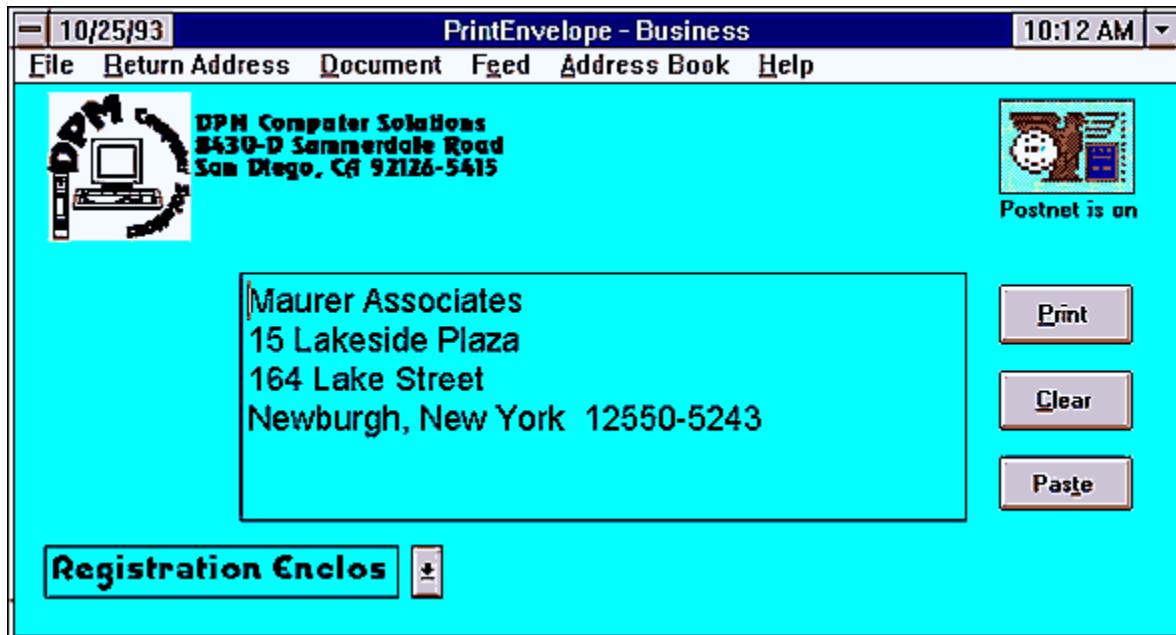 10/25/93 PrintEnvelope - Business 10:12 AM
File Return Address Document Feed Address Book Help
DPM
DPM Computer Solutions
8430-D Summerdale Road
San Diego, CA 92126-5415
Postnet is on
Maurer Associates
15 Lakeside Plaza
164 Lake Street
Newburgh, New York 12550-5243
Print
Clear
Paste
Registration Enclos